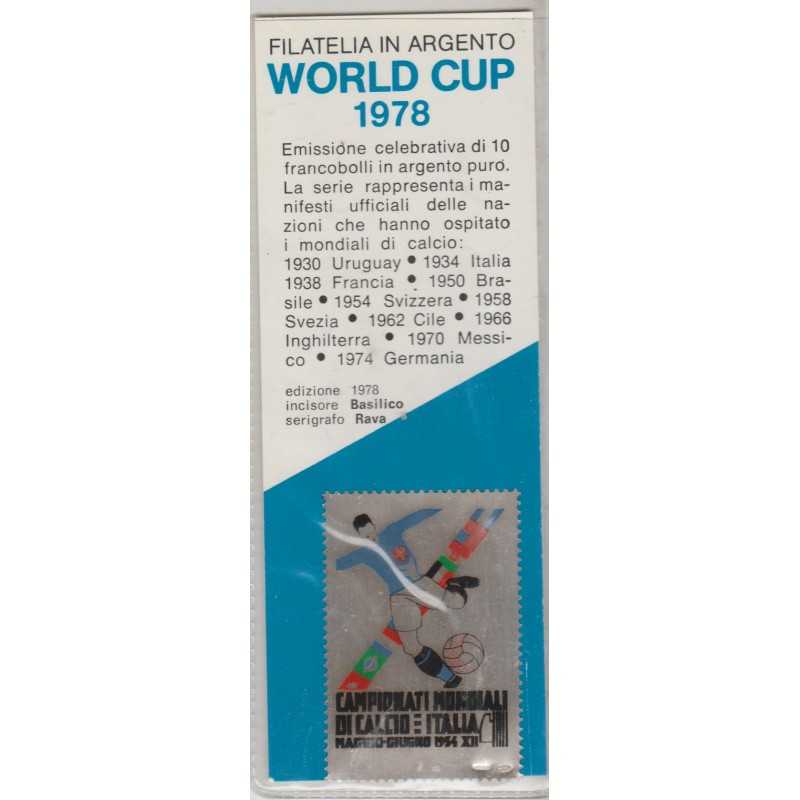 FILATELIA IN ARGENTO
WORLD CUP
1978
Emissione celebrativa di 10
francobolli in argento puro.
La serie rappresenta i ma-
nifesti ufficiali delle na-
zioni che hanno ospitato
i mondiali di calcio:
1930 Uruguay • 1934 Italia
1938 Francia • 1950 Bra-
sile • 1954 Svizzera • 1958
Svezia • 1962 Cile • 1966
Inghilterra • 1970 Messi-
co • 1974 Germania
edizione 1978
incisore Basilico
serigrafo Rava
CAMPIONATI MONDIALI
DI CALCIO E ITALIA
MAGGIO-GIUGNO 1934 XII